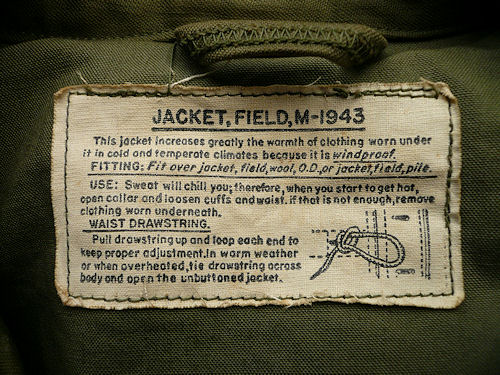 JACKET, FIELD, M-1943
This jacket increases greatly the warmth of clothing worn under
it in cold and temperate climates because it is windproof.
FITTING: Fit over jacket, field, wool, O.D., or jacket, field, pile.
USE: Sweat will chill you; therefore, when you start to get hot,
open collar and loosen cuffs and waist. if that is not enough, remove
clothing worn underneath.
WAIST DRAWSTRING.
Pull drawstring up and loop each end to
keep proper adjustment. in warm weather
or when overheated, tie drawstring across
body and open the unbuttoned jacket.